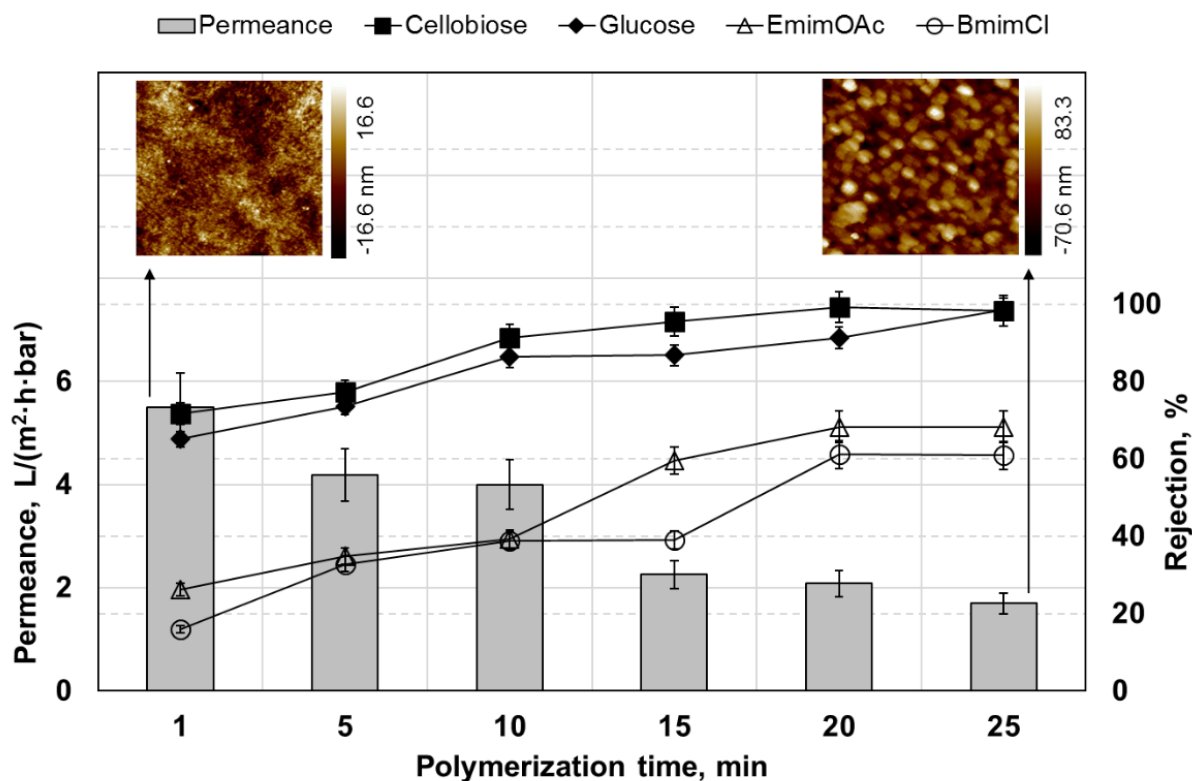 Permeance Cellobiose Glucose EmimOAc BmimCl
-16.6 nm 16.6
-70.6 nm 83.3
Permeance, L/(m²·h·bar)
6
4
2
0
100
80
60
40
20
0
Rejection, %
1 5 10 15 20 25
Polymerization time, min